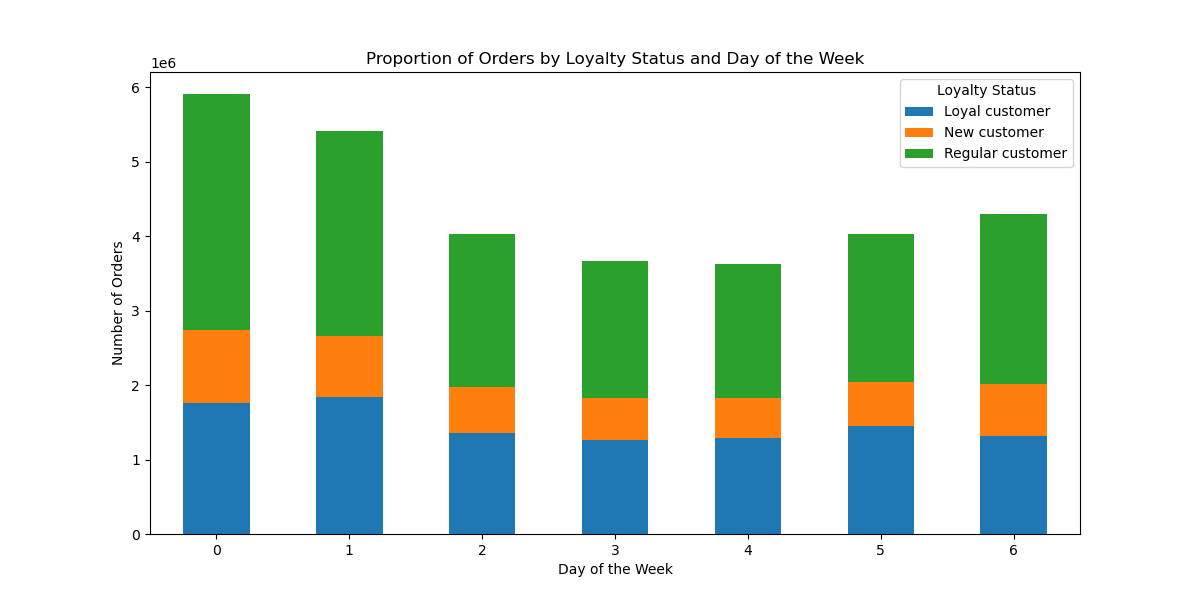 Proportion of Orders by Loyalty Status and Day of the Week
1e6
6
5
4
3
2
1
0
Number of Orders
Loyalty Status
Loyal customer
New customer
Regular customer
0 1 2 3 4 5 6
Day of the Week